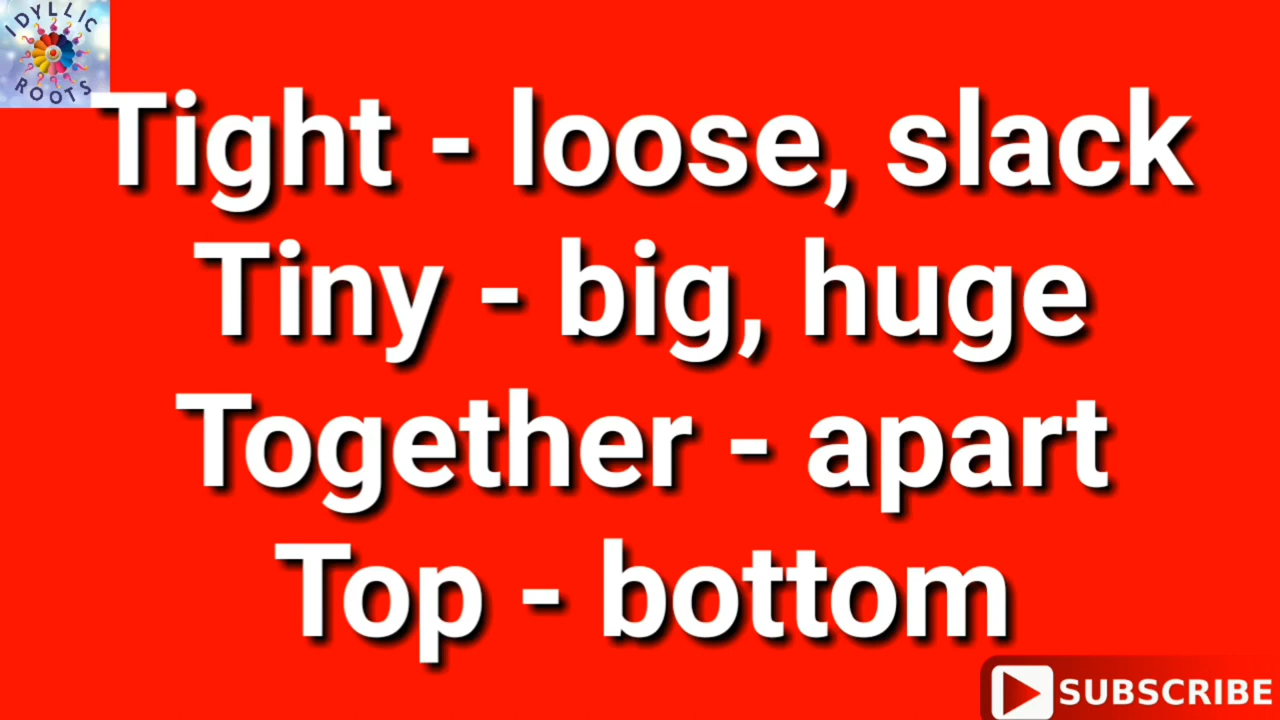 IDYLLIC
ROOTS
Tight - loose, slack
Tiny - big, huge
Together - apart
Top - bottom
SUBSCRIBE